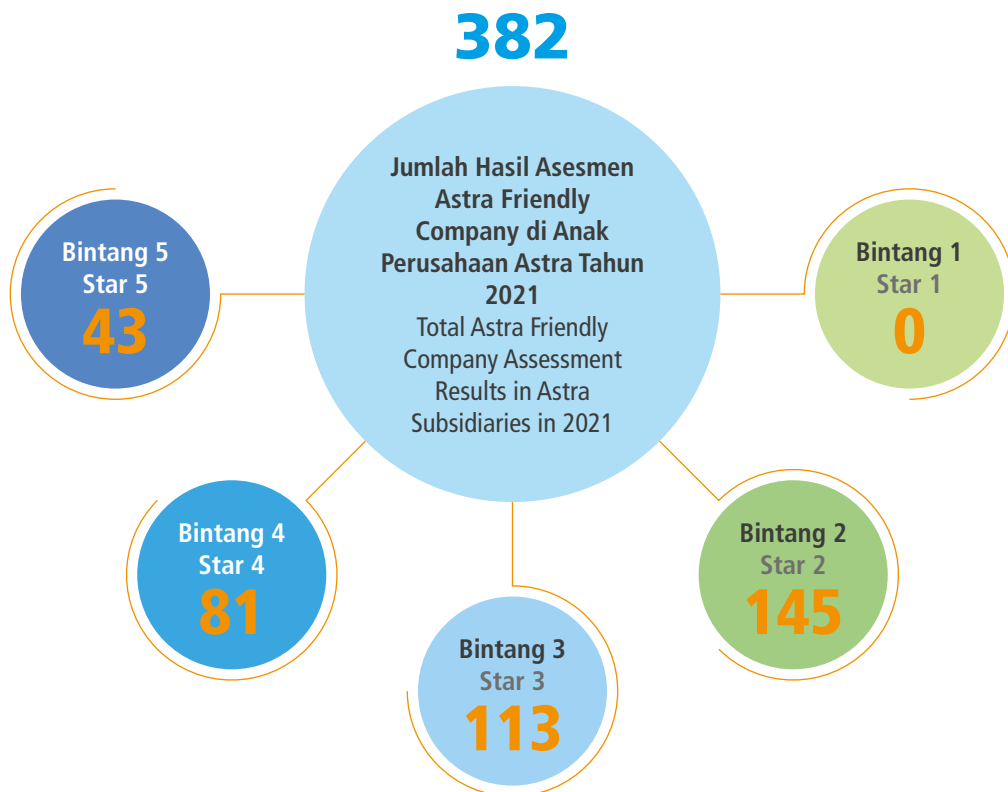 382
Jumlah Hasil Asesmen
Astra Friendly
Company di Anak
Perusahaan Astra Tahun
2021
Total Astra Friendly
Company Assessment
Results in Astra
Subsidiaries in 2021
Bintang 5
Star 5
43
Bintang 1
Star 1
0
Bintang 4
Star 4
81
Bintang 2
Star 2
145
Bintang 3
Star 3
113